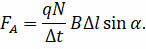 F_A = \frac{qN}{\Delta t} B\Delta l \sin \alpha.